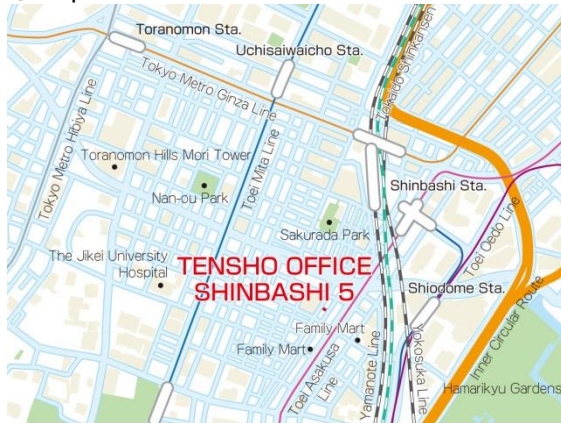 Toranomon Sta.
Uchisaiwaicho Sta.
Tokaido Shinkansen
Tokyo Metro Ginza Line
Tokyo Metro Hibiya Line
Toranomon Hills Mori Tower
Toei Mita Line
Nan-ou Park
Shinbashi Sta.
Sakurada Park
Toei Oedo Line
The Jikei University
Hospital
TENSHO OFFICE
SHINBASHI 5
Shiodome Sta.
Family Mart
Family Mart
Toei Asakusa
Line
Yamanote Line
Yokosuka Line
Inner Circular Route
Hamarikyu Gardens